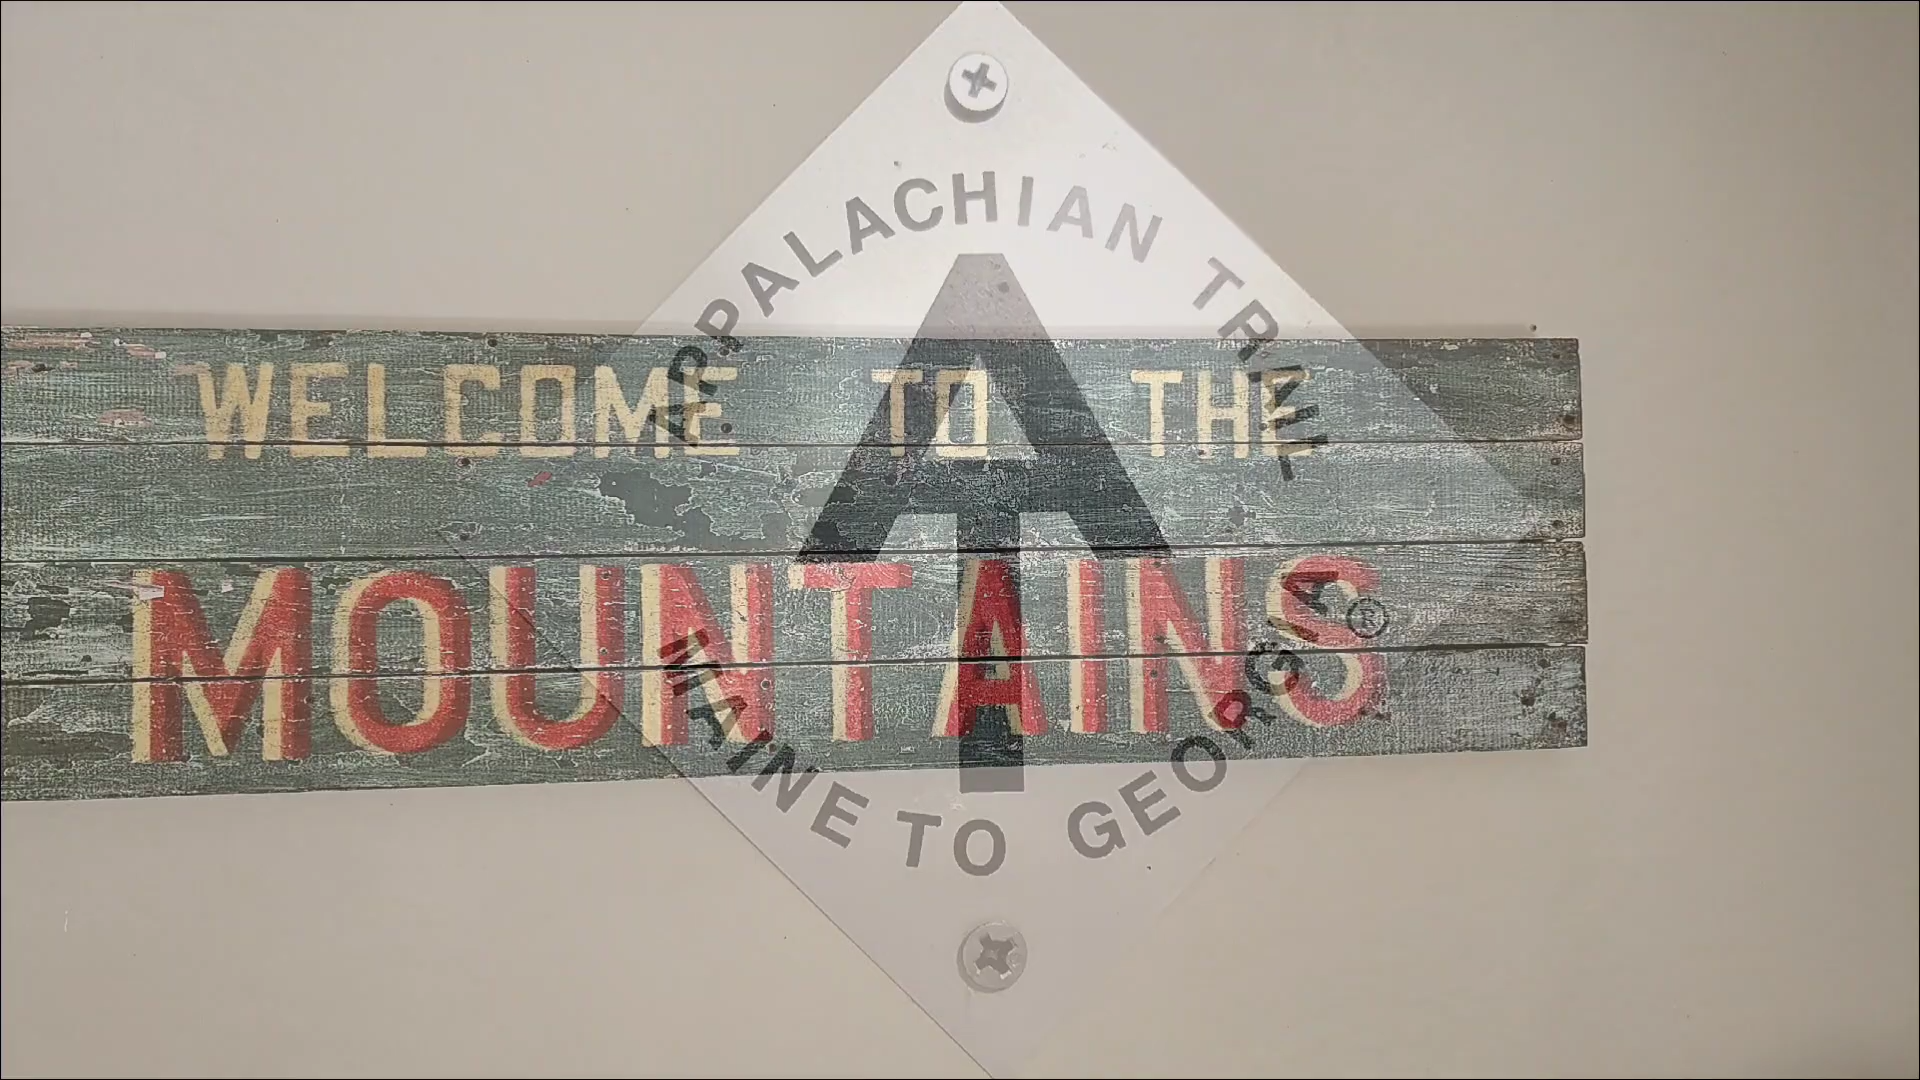 APPALACHIAN TRAIL
WELCOME TO THE
MOUNTAINS
MAINE TO GEORGIA®